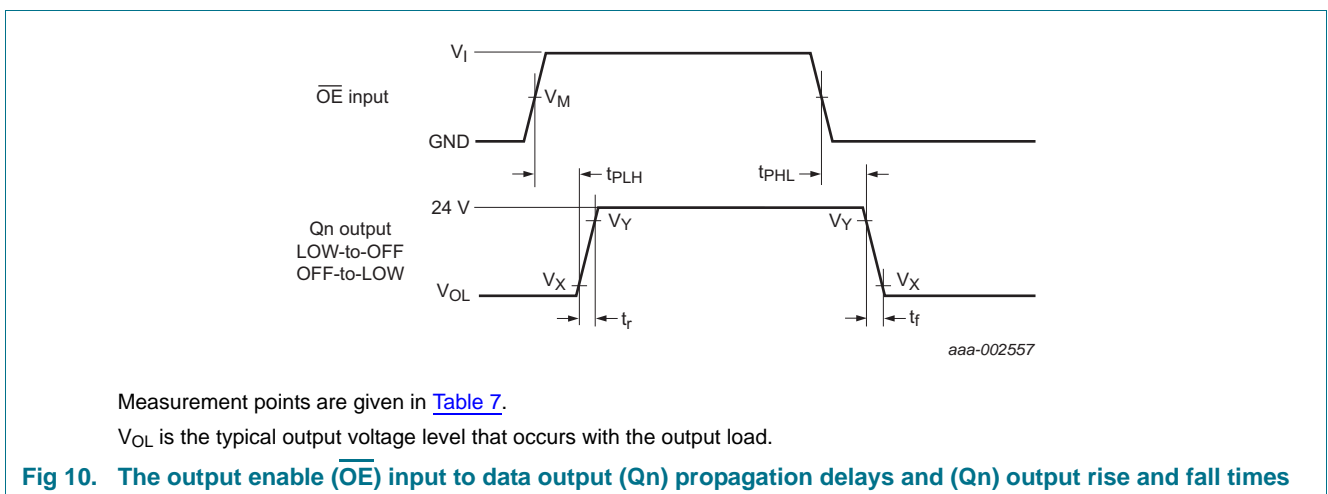 V_I
OE input
V_M
GND
t_PLH
t_PHL
24 V
Qn output
LOW-to-OFF
OFF-to-LOW
V_Y
V_Y
V_X
V_X
V_OL
t_r
t_f
aaa-002557
Measurement points are given in Table 7.
V_OL is the typical output voltage level that occurs with the output load.
Fig 10. The output enable (OE) input to data output (Qn) propagation delays and (Qn) output rise and fall times